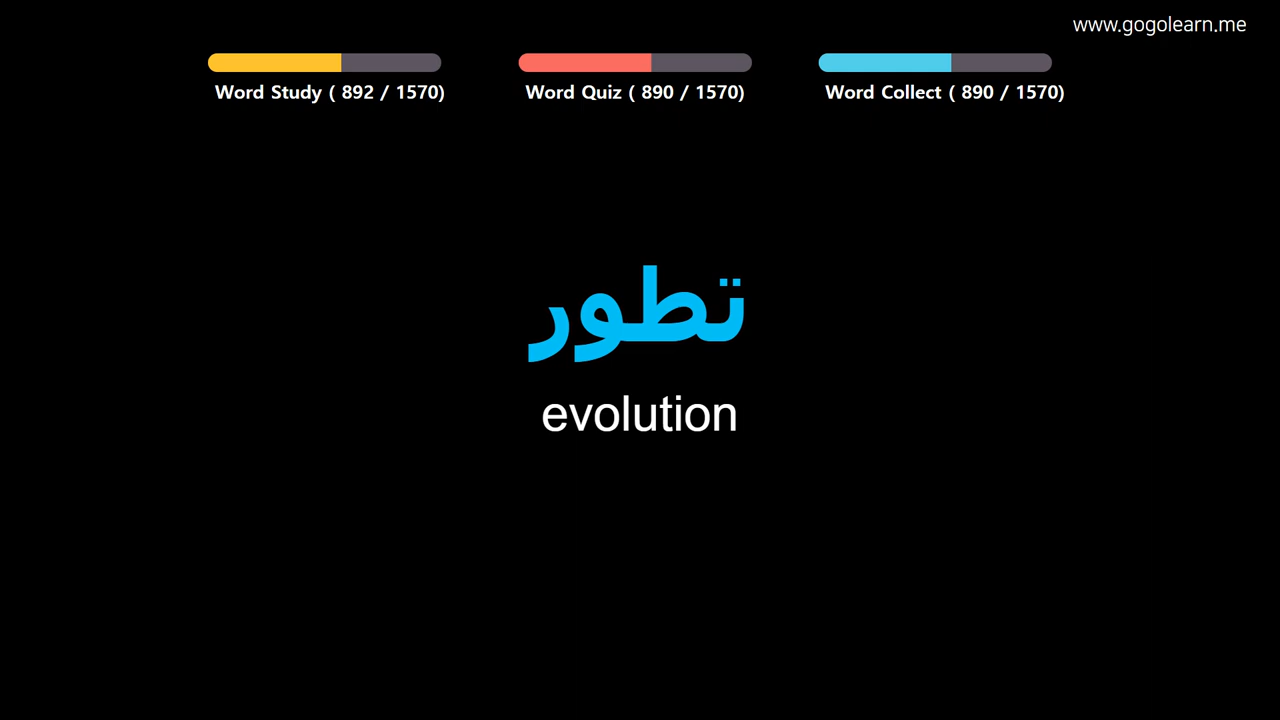 www.gogolearn.me
Word Study ( 892 / 1570)
Word Quiz ( 890 / 1570)
Word Collect ( 890 / 1570)
تطور
evolution